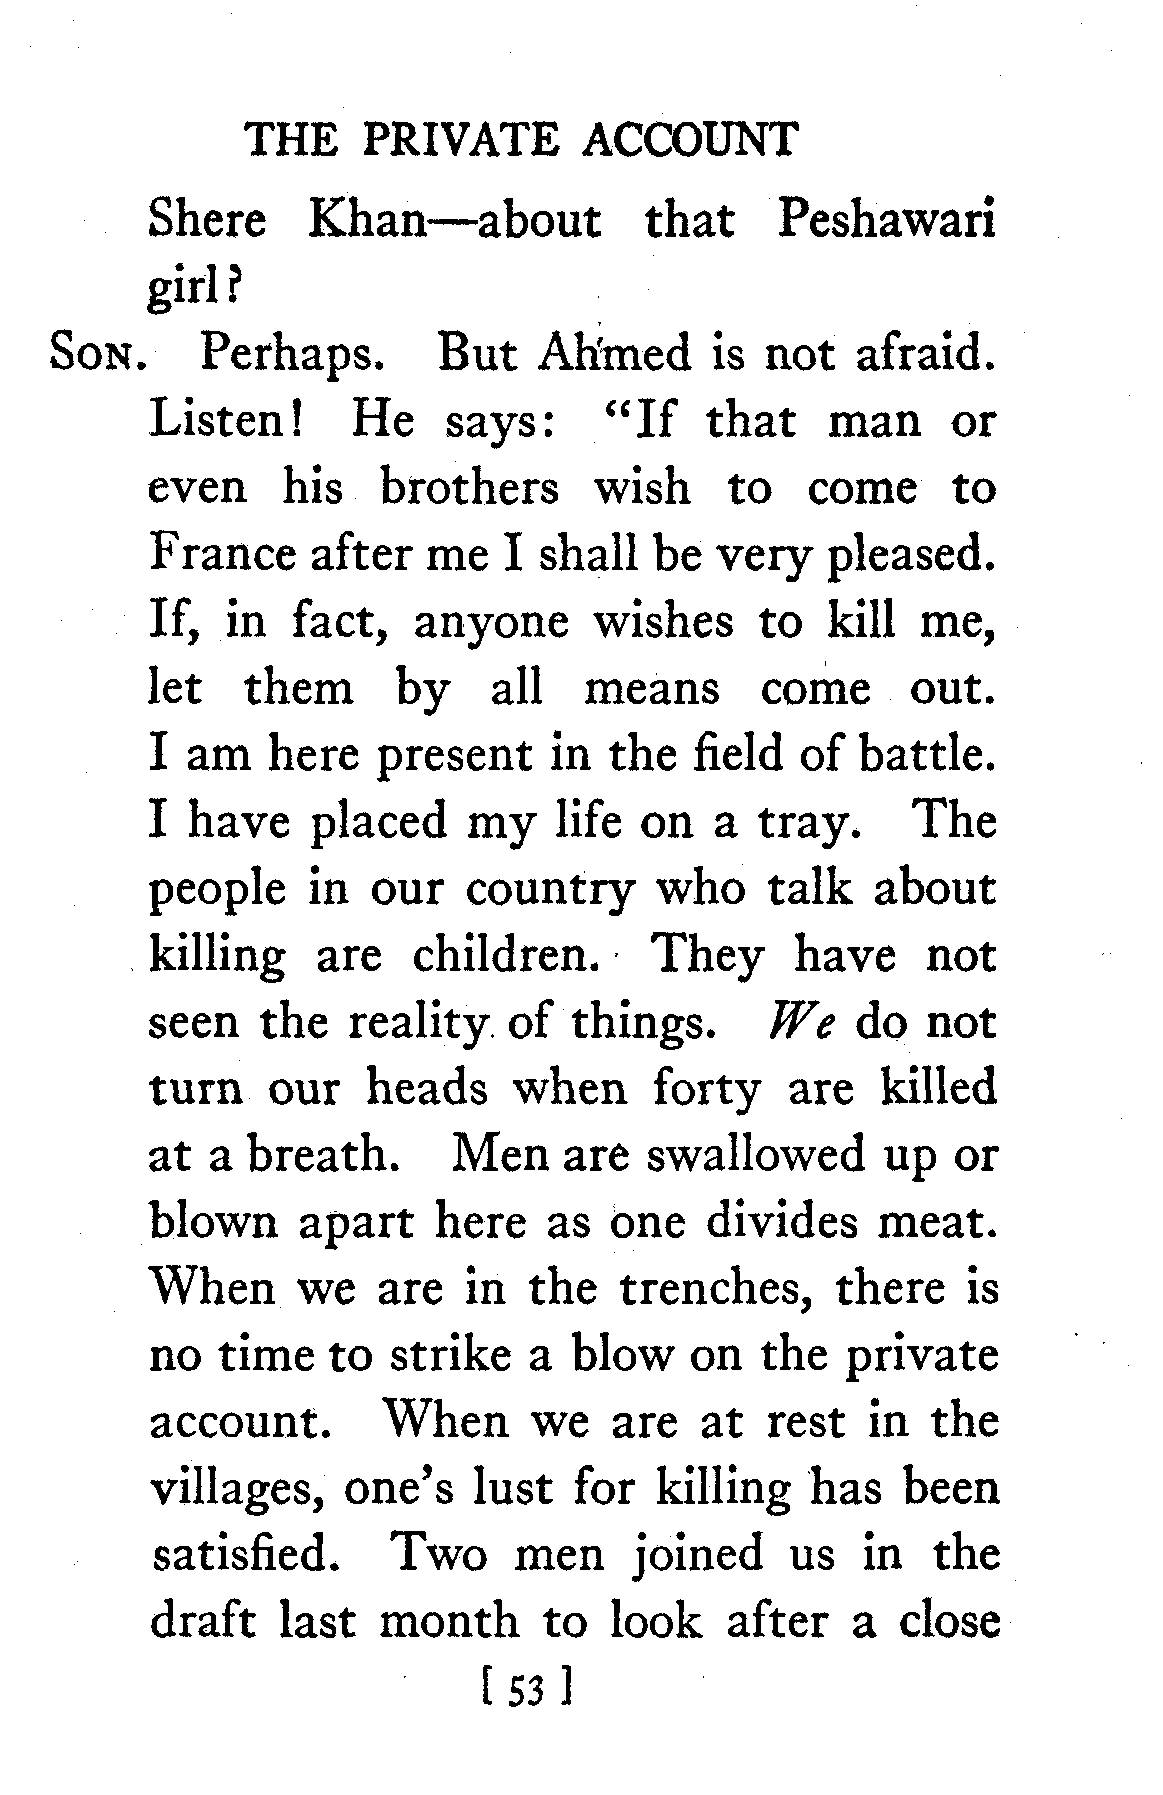 THE PRIVATE ACCOUNT
Shere Khan—about that Peshawari
girl?
SON. Perhaps. But Ahmed is not afraid.
Listen! He says: “If that man or
even his brothers wish to come to
France after me I shall be very pleased.
If, in fact, anyone wishes to kill me,
let them by all means come out.
I am here present in the field of battle.
I have placed my life on a tray. The
people in our country who talk about
killing are children. They have not
seen the reality of things. We do not
turn our heads when forty are killed
at a breath. Men are swallowed up or
blown apart here as one divides meat.
When we are in the trenches, there is
no time to strike a blow on the private
account. When we are at rest in the
villages, one’s lust for killing has been
satisfied. Two men joined us in the
draft last month to look after a close
[ 53 ]